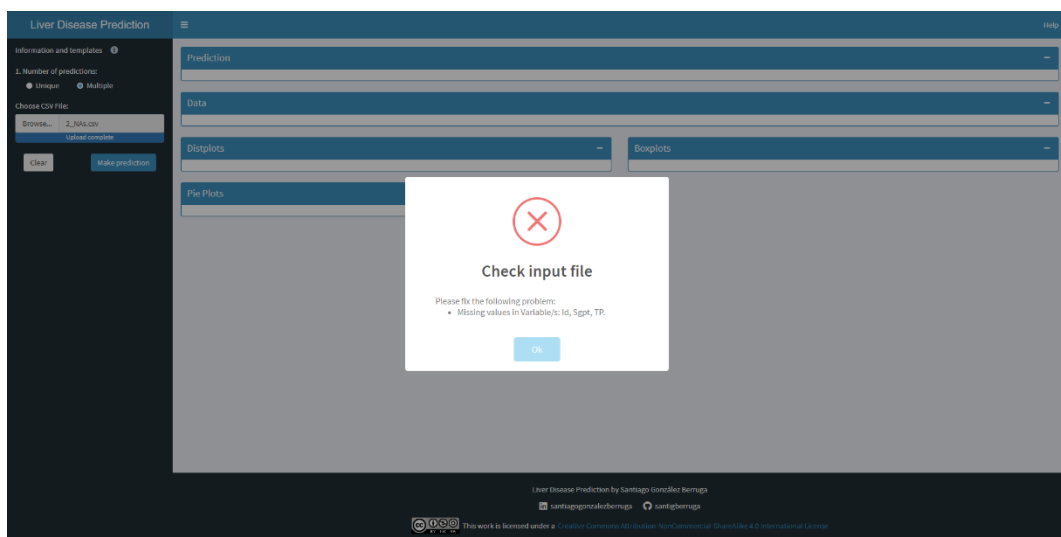 Liver Disease Prediction
Help
Information and templates
1. Number of predictions:
Unique Multiple
Choose CSV File:
Browse... 2_NAs.csv
Upload complete
Clear Make prediction
Prediction
Data
Distplots
Boxplots
Pie Plots
Check input file
Please fix the following problem:
• Missing values in Variable/s: Id, Sgpt, TP.
Ok
Liver Disease Prediction by Santiago González Berruga
santiagogonzalezberruga santigberruga
This work is licensed under a Creative Commons Attribution-NonCommercial-ShareAlike 4.0 International License